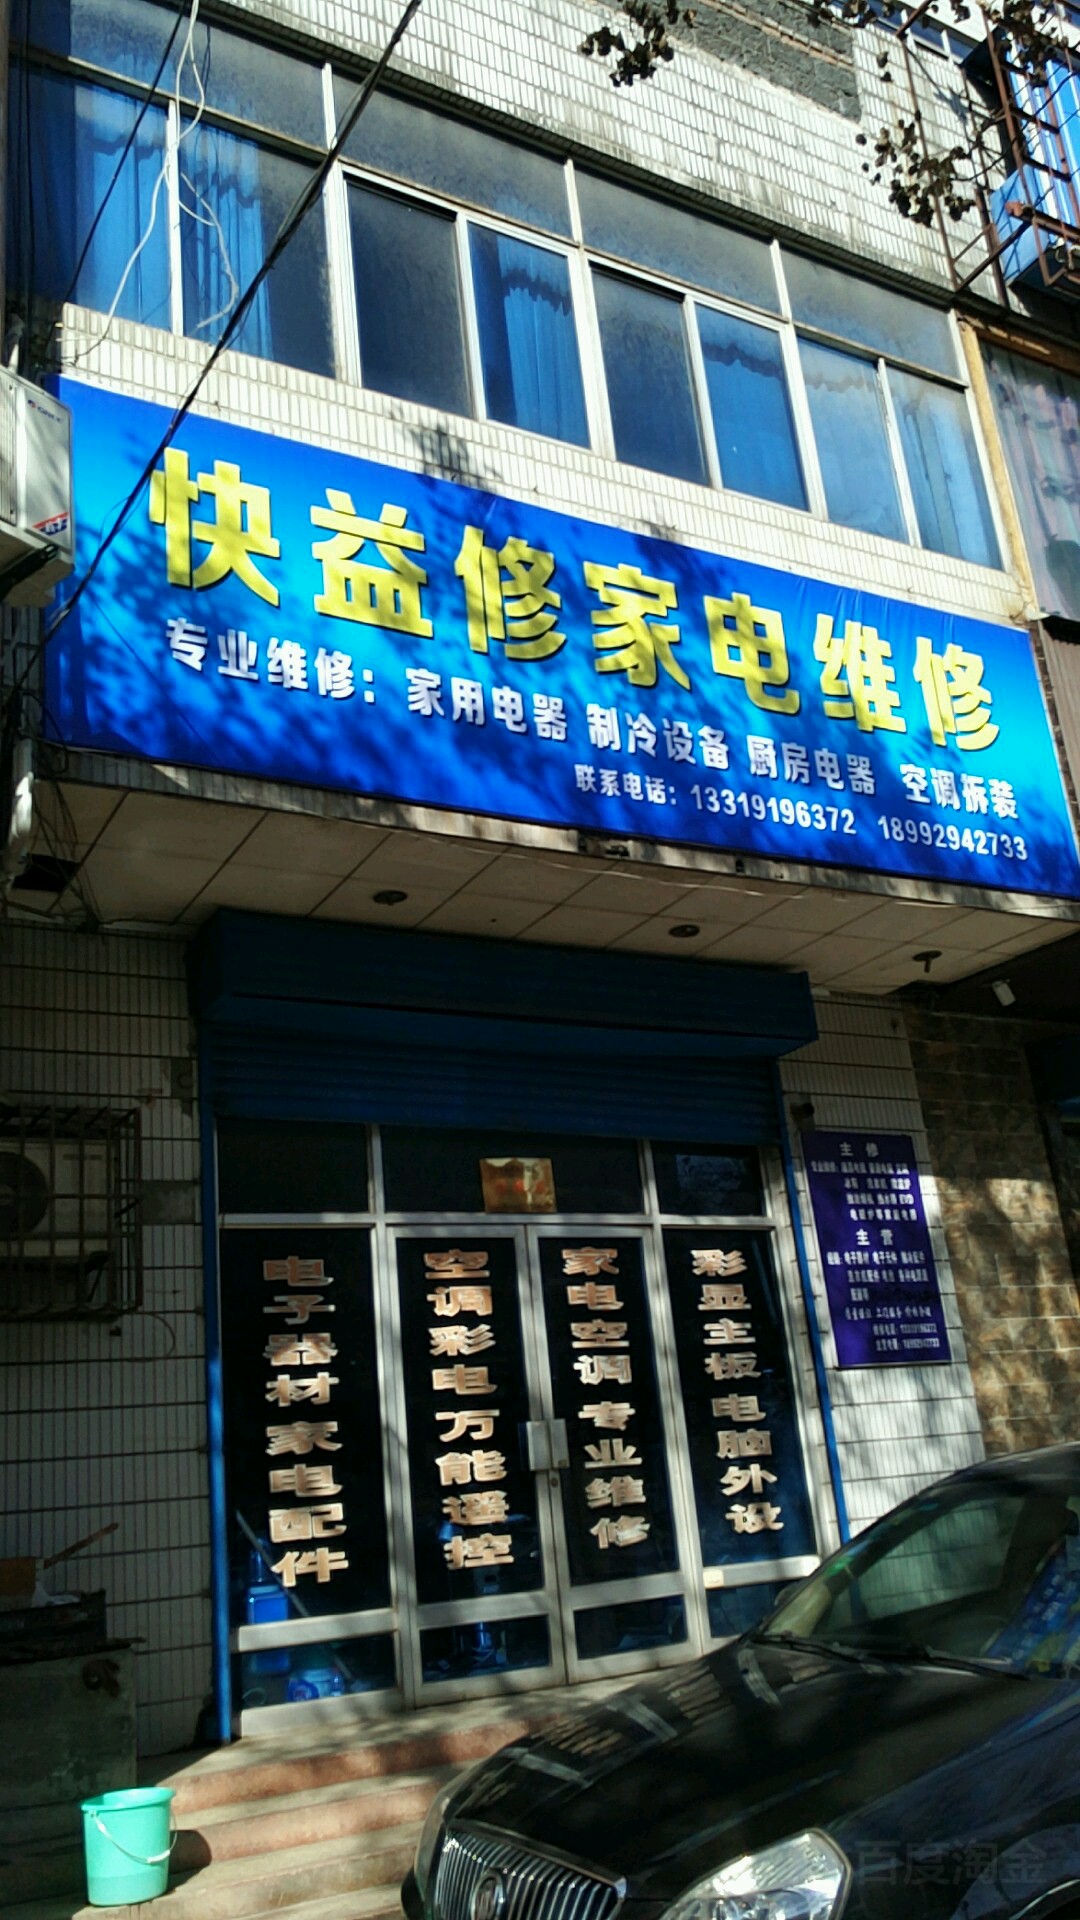 快益修家电维修
专业维修：家用电器 制冷设备 厨房电器 空调拆装
联系电话：13319196372 18992942733
电子器材家电配件
空调彩电万能遥控
家电空调专业维修
彩显主板电脑外设
主修
主营
百度淘金